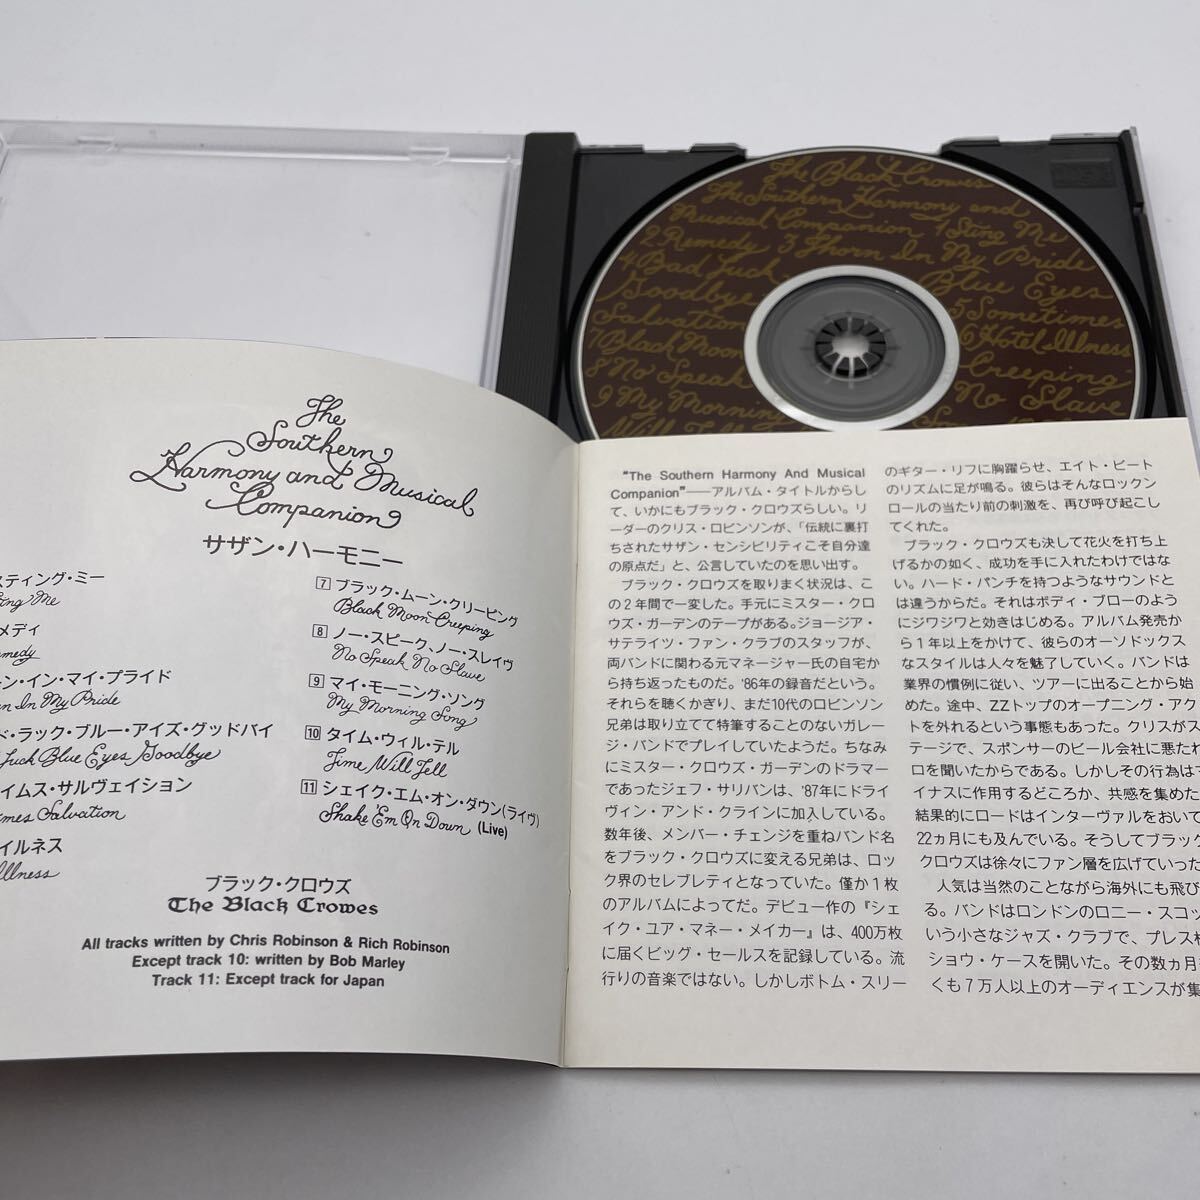 The Black Crowes
The Southern Harmony and
Musical Companion 1 Sting Me
2 Remedy 3 Thorn In My Pride
4 Bad Luck Blue Eyes
Goodbye 5 Sometimes
Salvation 6 Hotel Illness
7 Black Moon Creeping
8 No Speak No Slave
9 My Morning
Will Tell
The
Southern
Harmony and Musical
Companion
サザン・ハーモニー
スティング・ミー
Sting Me
メディ
emedy
ン・イン・マイ・プライド
n In My Pride
ド・ラック・ブルー・アイズ・グッドバイ
Luck Blue Eyes Goodbye
イムス・サルヴェイション
mes Salvation
イルネス
Illness
7 ブラック・ムーン・クリーピング
Black Moon Creeping
8 ノー・スピーク、ノー・スレイヴ
No Speak No Slave
9 マイ・モーニング・ソング
My Morning Song
10 タイム・ウィル・テル
Time Will Tell
11 シェイク・エム・オン・ダウン(ライヴ)
Shake 'Em On Down (Live)
ブラック・クロウズ
The Black Crowes
All tracks written by Chris Robinson & Rich Robinson
Except track 10: written by Bob Marley
Track 11: Except track for Japan
“The Southern Harmony And Musical
Companion”──アルバム・タイトルからし
て、いかにもブラック・クロウズらしい。リ
ーダーのクリス・ロビンソンが、「伝統に裏打
ちされたサザン・センシビリティこそ自分達
の原点だ」と、公言していたのを思い出す。
ブラック・クロウズを取りまく状況は、こ
の2年間で一変した。手元にミスター・クロ
ウズ・ガーデンのテープがある。ジョージア・
サテライツ・ファン・クラブのスタッフが、
両バンドに関わる元マネージャー氏の自宅か
ら持ち返ったものだ。'86年の録音だという。
それらを聴くかぎり、まだ10代のロビンソン
兄弟は取り立てて特筆することのないガレー
ジ・バンドでプレイしていたようだ。ちなみ
にミスター・クロウズ・ガーデンのドラマー
であったジェフ・サリバンは、'87年にドライ
ヴィン・アンド・クラインに加入している。
数年後、メンバー・チェンジを重ねバンド名
をブラック・クロウズに変える兄弟は、ロッ
ク界のセレブレティとなっていた。僅か1枚
のアルバムによってだ。デビュー作の『シェ
イク・ユア・マネー・メイカー』は、400万枚
に届くビッグ・セールスを記録している。流
行りの音楽ではない。しかしボトム・スリー
のギター・リフに胸躍らせ、エイト・ビート
のリズムに足が鳴る。彼らはそんなロックン
ロールの当たり前の刺激を、再び呼び起こし
てくれた。
ブラック・クロウズも決して花火を打ち上
げるかの如く、成功を手に入れたわけではな
い。ハード・パンチを持つようなサウンドと
は違うからだ。それはボディ・ブローのよう
にジワジワと効きはじめる。アルバム発売か
ら1年以上をかけて、彼らのオーソドックス
なスタイルは人々を魅了していく。バンドは
業界の慣例に従い、ツアーに出ることから始
めた。途中、ZZトップのオープニング・アク
トを外れるという事態もあった。クリスがス
テージで、スポンサーのビール会社に悪たれ
口を聞いたからである。しかしその行為はマ
イナスに作用するどころか、共感を集めた
結果的にロードはインターヴァルをおいて
22ヵ月にも及んでいる。そうしてブラック
クロウズは徐々にファン層を広げていった
人気は当然のことながら海外にも飛び
る。バンドはロンドンのロニー・スコッ
いう小さなジャズ・クラブで、プレス
ショウ・ケースを開いた。その数ヵ月
くも7万人以上のオーディエンスが集